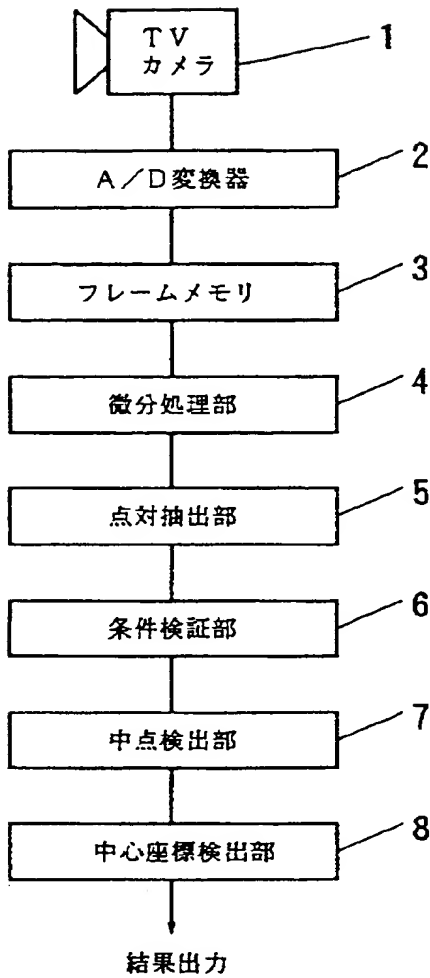 TV
カメラ
1
A/D変換器
2
フレームメモリ
3
微分処理部
4
点対抽出部
5
条件検証部
6
中点検出部
7
中心座標検出部
8
結果出力